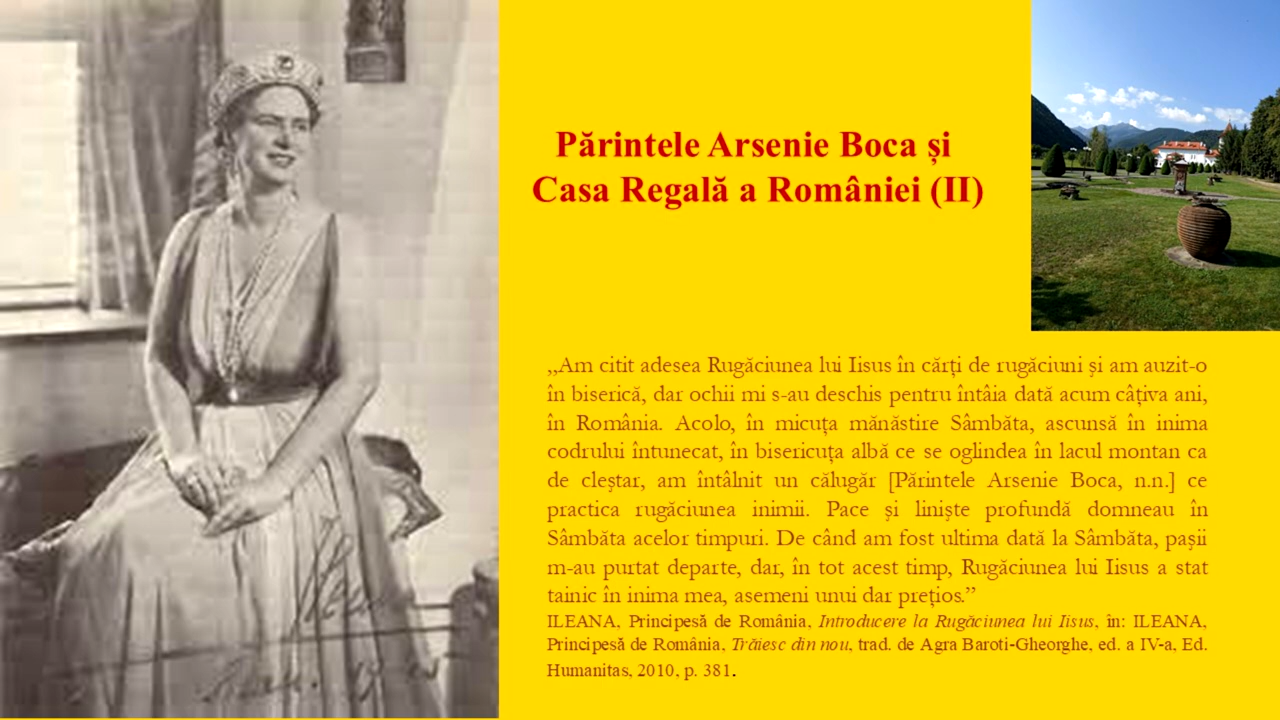 Părintele Arsenie Boca și
Casa Regală a României (II)
„Am citit adesea Rugăciunea lui Iisus în cărți de rugăciuni și am auzit-o
în biserică, dar ochii mi s-au deschis pentru întâia dată acum câțiva ani,
în România. Acolo, în micuța mănăstire Sâmbăta, ascunsă în inima
codrului întunecat, în bisericuța albă ce se oglindea în lacul montan ca
de cleștar, am întâlnit un călugăr [Părintele Arsenie Boca, n.n.] ce
practica rugăciunea inimii. Pace și liniște profundă domneau în
Sâmbăta acelor timpuri. De când am fost ultima dată la Sâmbăta, pașii
m-au purtat departe, dar, în tot acest timp, Rugăciunea lui Iisus a stat
tainic în inima mea, asemeni unui dar prețios.”
ILEANA, Principesă de România, Introducere la Rugăciunea lui Iisus, în: ILEANA,
Principesă de România, Trăiesc din nou, trad. de Agra Baroti-Gheorghe, ed. a IV-a, Ed.
Humanitas, 2010, p. 381.